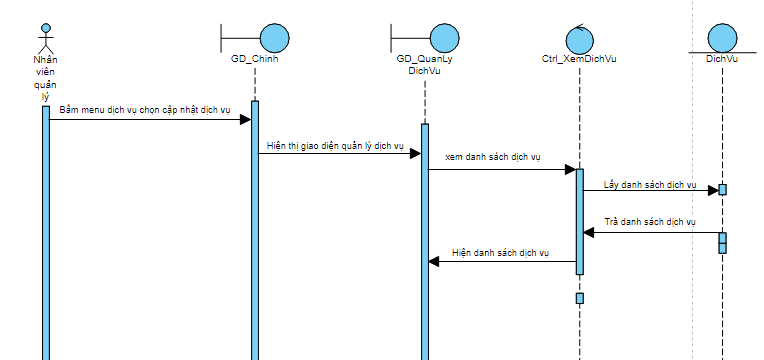 Nhân
viên
quản
lý
GD_Chinh
GD_QuanLy
DichVu
Ctrl_XemDichVu
DichVu
Bấm menu dịch vụ chọn cập nhật dịch vụ
Hiện thị giao diện quản lý dịch vụ
xem danh sách dịch vụ
Lấy danh sách dịch vụ
Trả danh sách dịch vụ
Hiện danh sách dịch vụ